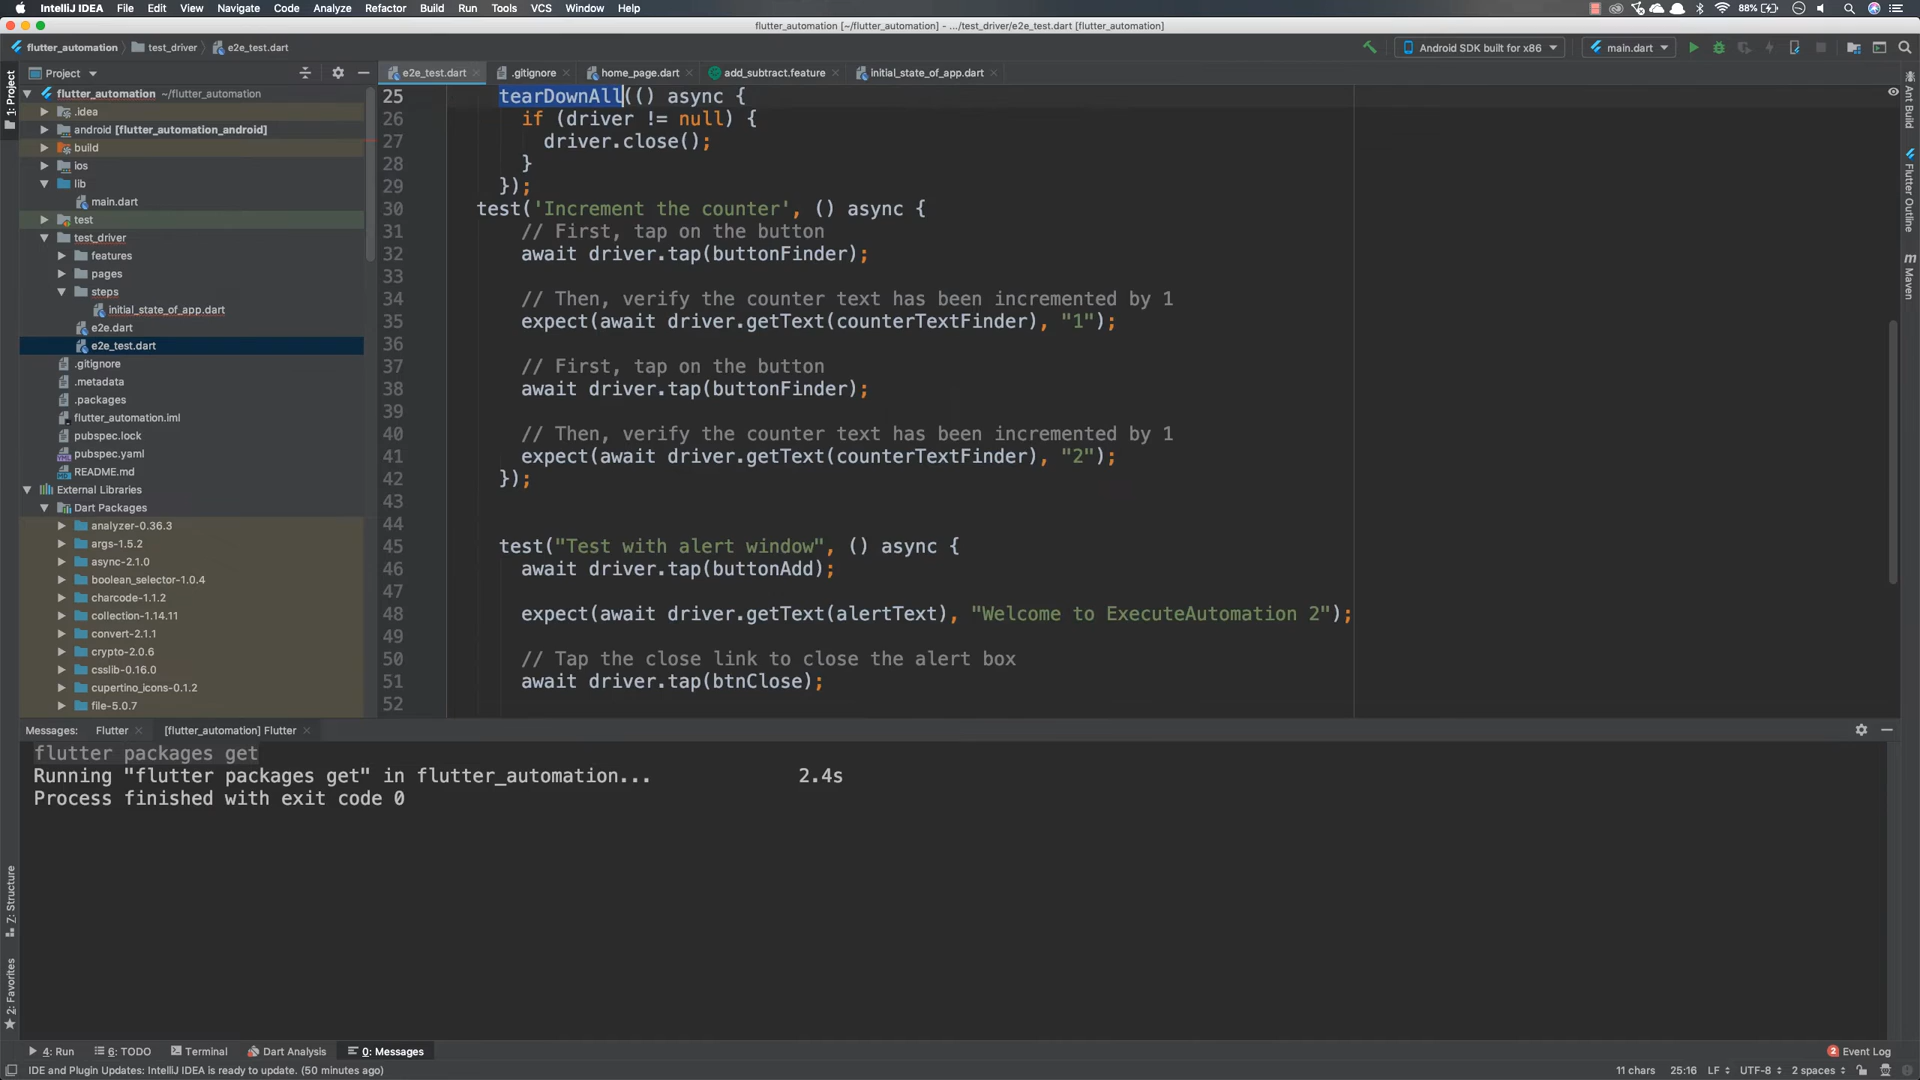 IntelliJ IDEA File Edit View Navigate Code Analyze Refactor Build Run Tools VCS Window Help 88%
flutter_automation [~/flutter_automation] - .../test_driver/e2e_test.dart [flutter_automation]
flutter_automation test_driver e2e_test.dart Android SDK built for x86 main.dart
Project e2e_test.dart .gitignore home_page.dart add_subtract.feature initial_state_of_app.dart
1: Project
flutter_automation ~/flutter_automation
.idea
android [flutter_automation_android]
build
ios
lib
main.dart
test
test_driver
features
pages
steps
initial_state_of_app.dart
e2e.dart
e2e_test.dart
.gitignore
.metadata
.packages
flutter_automation.iml
pubspec.lock
pubspec.yaml
README.md
External Libraries
Dart Packages
analyzer-0.36.3
args-1.5.2
async-2.1.0
boolean_selector-1.0.4
charcode-1.1.2
collection-1.14.11
convert-2.1.1
crypto-2.0.6
csslib-0.16.0
cupertino_icons-0.1.2
file-5.0.7
25 tearDownAll(() async {
26 if (driver != null) {
27 driver.close();
28 }
29 });
30 test('Increment the counter', () async {
31 // First, tap on the button
32 await driver.tap(buttonFinder);
33
34 // Then, verify the counter text has been incremented by 1
35 expect(await driver.getText(counterTextFinder), "1");
36
37 // First, tap on the button
38 await driver.tap(buttonFinder);
39
40 // Then, verify the counter text has been incremented by 1
41 expect(await driver.getText(counterTextFinder), "2");
42 });
43
44
45 test("Test with alert window", () async {
46 await driver.tap(buttonAdd);
47
48 expect(await driver.getText(alertText), "Welcome to ExecuteAutomation 2");
49
50 // Tap the close link to close the alert box
51 await driver.tap(btnClose);
52
Ant Build
Flutter Outline
Maven
Messages: Flutter [flutter_automation] Flutter
flutter packages get
Running "flutter packages get" in flutter_automation... 2.4s
Process finished with exit code 0
Z: Structure
2: Favorites
4: Run 6: TODO Terminal Dart Analysis 0: Messages 2 Event Log
IDE and Plugin Updates: IntelliJ IDEA is ready to update. (50 minutes ago) 11 chars 25:16 LF UTF-8 2 spaces